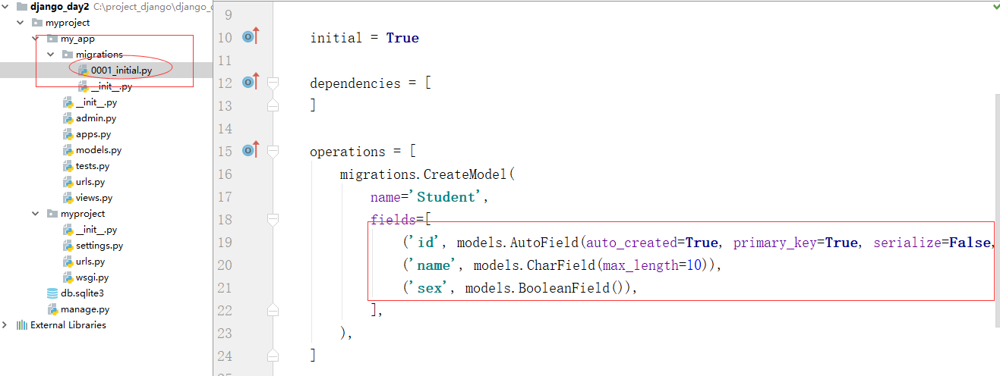 django_day2 C:\project_django\django_d
myproject
my_app
migrations
0001_initial.py
__init__.py
__init__.py
admin.py
apps.py
models.py
tests.py
urls.py
views.py
myproject
__init__.py
settings.py
urls.py
wsgi.py
db.sqlite3
manage.py
External Libraries
9
10 initial = True
11
12 dependencies = [
13 ]
14
15 operations = [
16 migrations.CreateModel(
17 name='Student',
18 fields=[
19 ('id', models.AutoField(auto_created=True, primary_key=True, serialize=False,
20 ('name', models.CharField(max_length=10)),
21 ('sex', models.BooleanField()),
22 ],
23 ),
24 ]